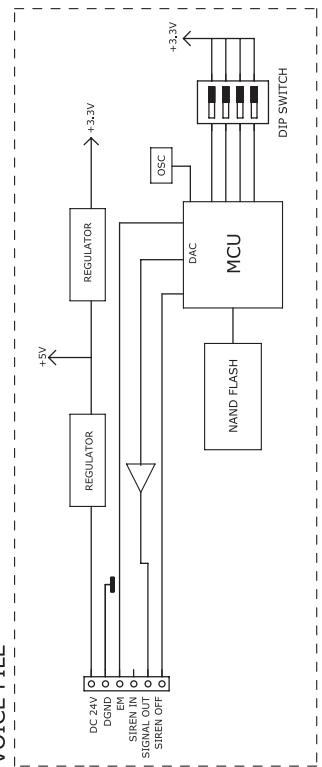 VOICE FILE
DC 24V
DGND
EM
SIREN IN
SIGNAL OUT
SIREN OFF
REGULATOR
+5V
REGULATOR
+3.3V
OSC
DAC
MCU
NAND FLASH
+3.3V
DIP SWITCH